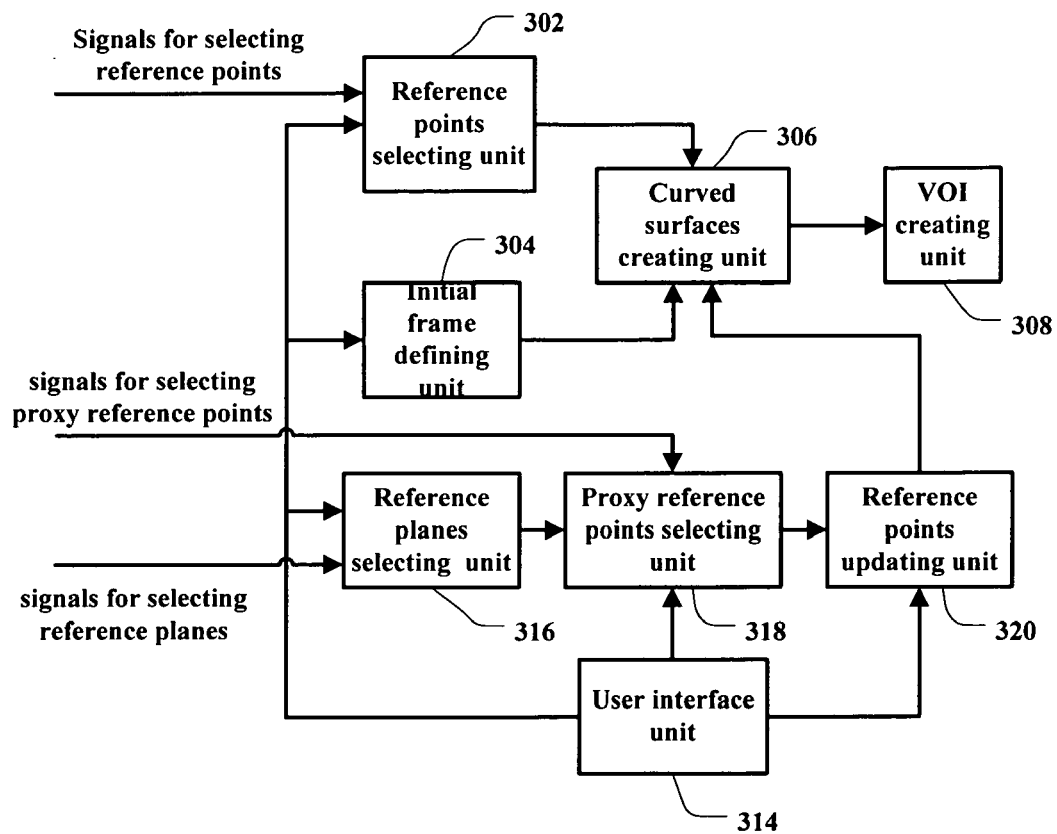 302
Signals for selecting
reference points
Reference
points
selecting unit
306
Curved
surfaces
creating unit
VOI
creating
unit
308
304
Initial
frame
defining
unit
signals for selecting
proxy reference points
Reference
planes
selecting unit
316
Proxy reference
points selecting
unit
318
Reference
points
updating unit
320
signals for selecting
reference planes
User interface
unit
314